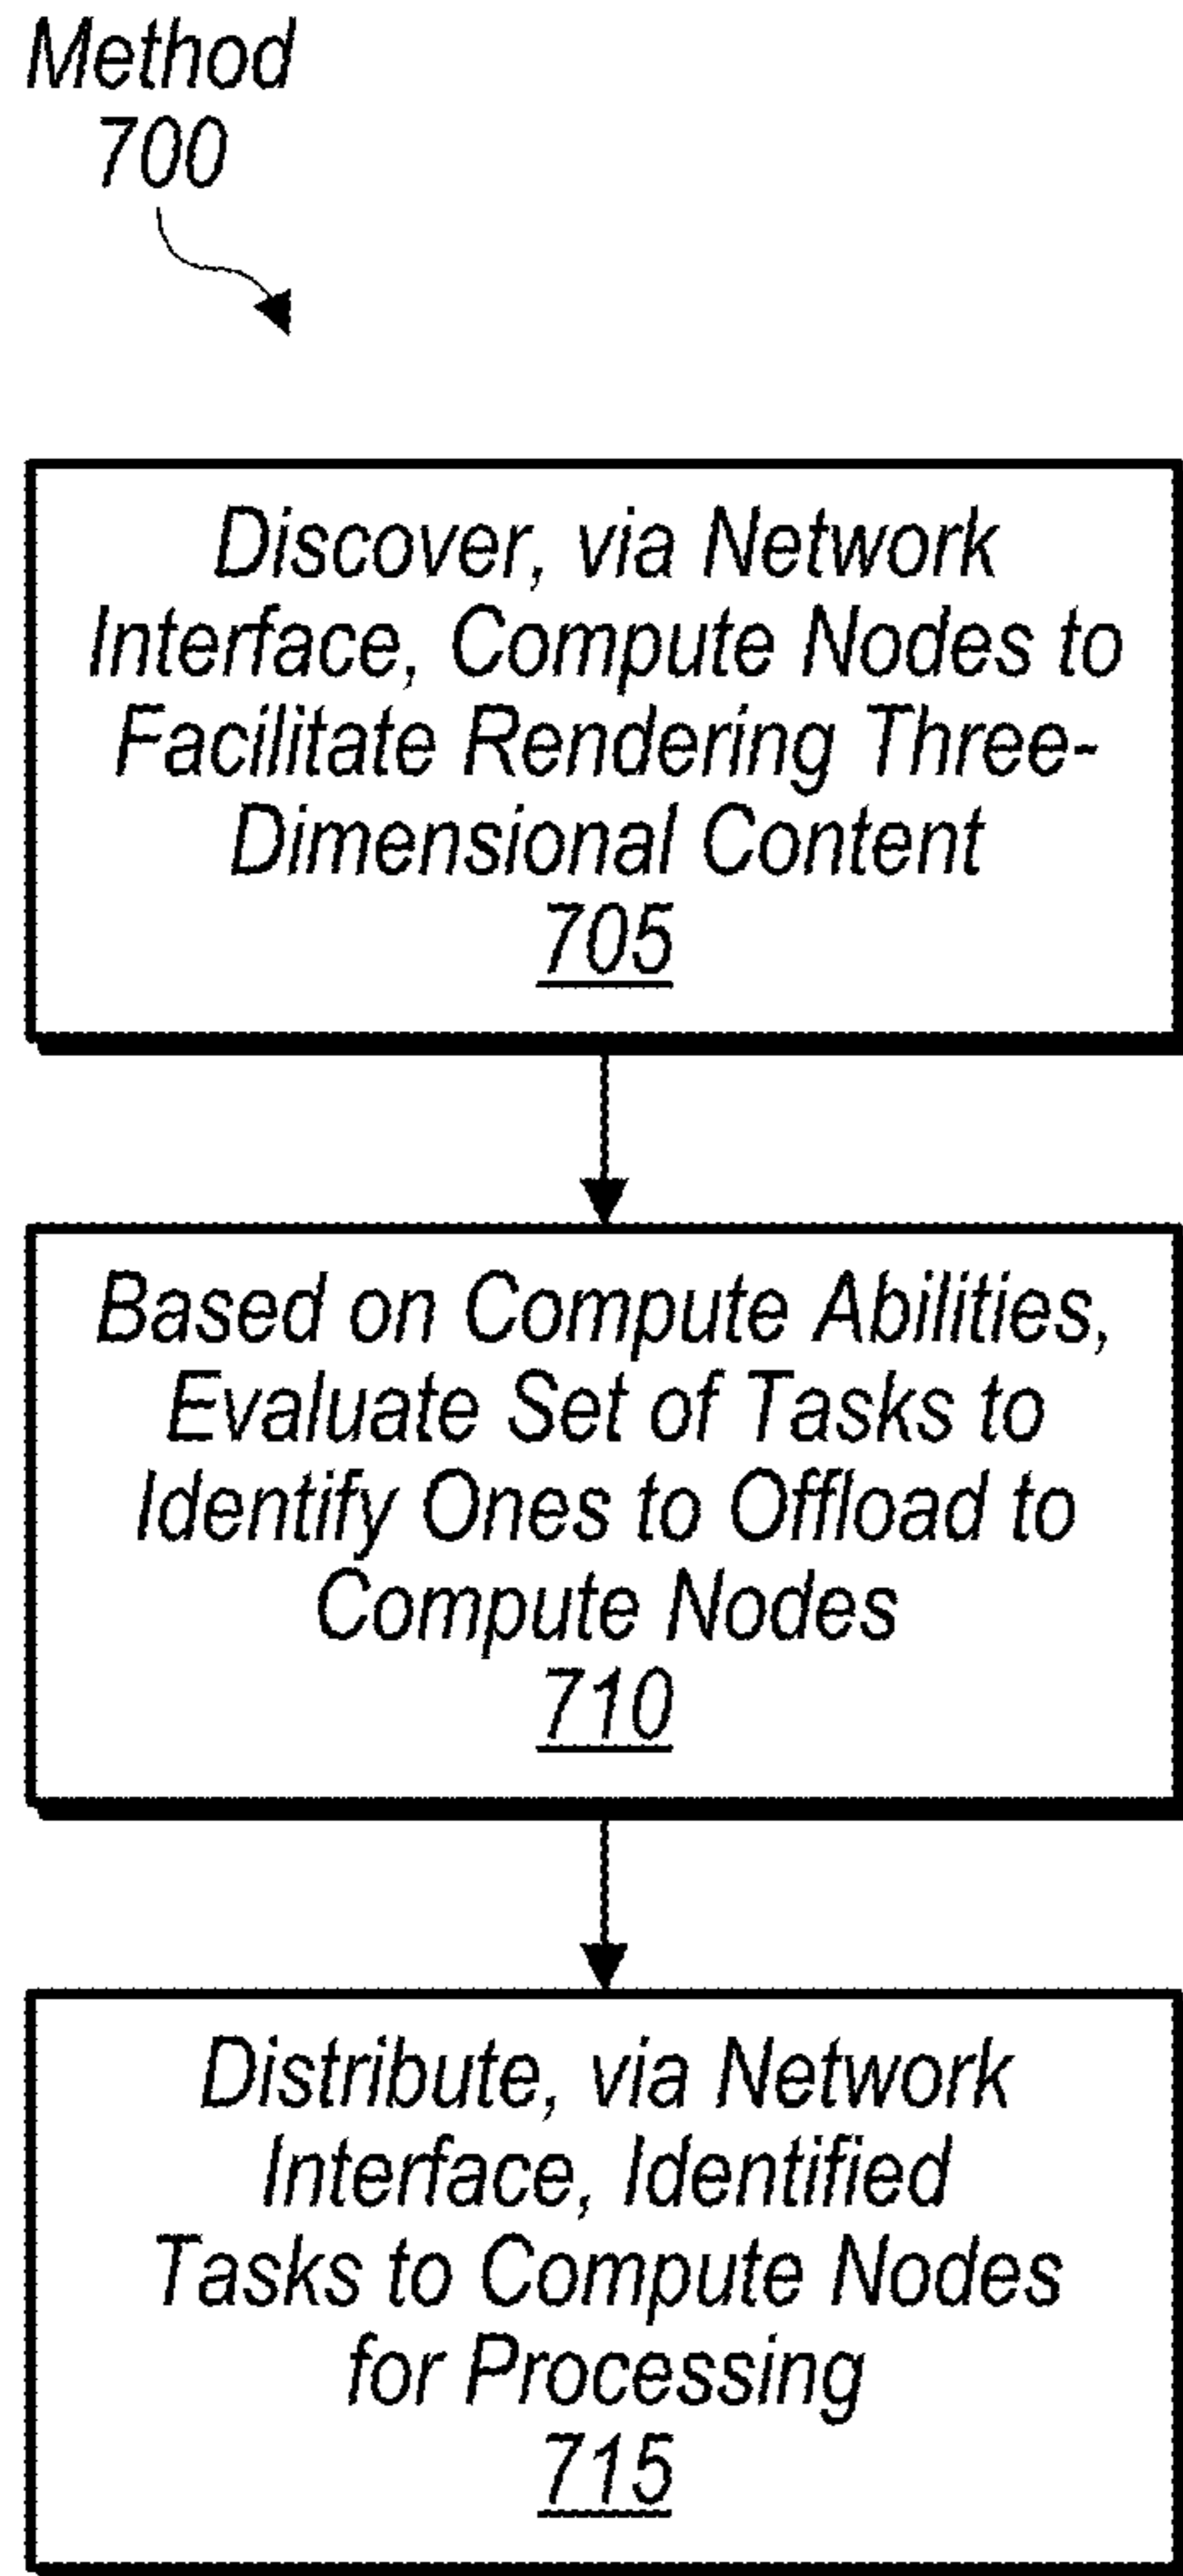 Method
700
Discover, via Network
Interface, Compute Nodes to
Facilitate Rendering Three-
Dimensional Content
705
Based on Compute Abilities,
Evaluate Set of Tasks to
Identify Ones to Offload to
Compute Nodes
710
Distribute, via Network
Interface, Identified
Tasks to Compute Nodes
for Processing
715